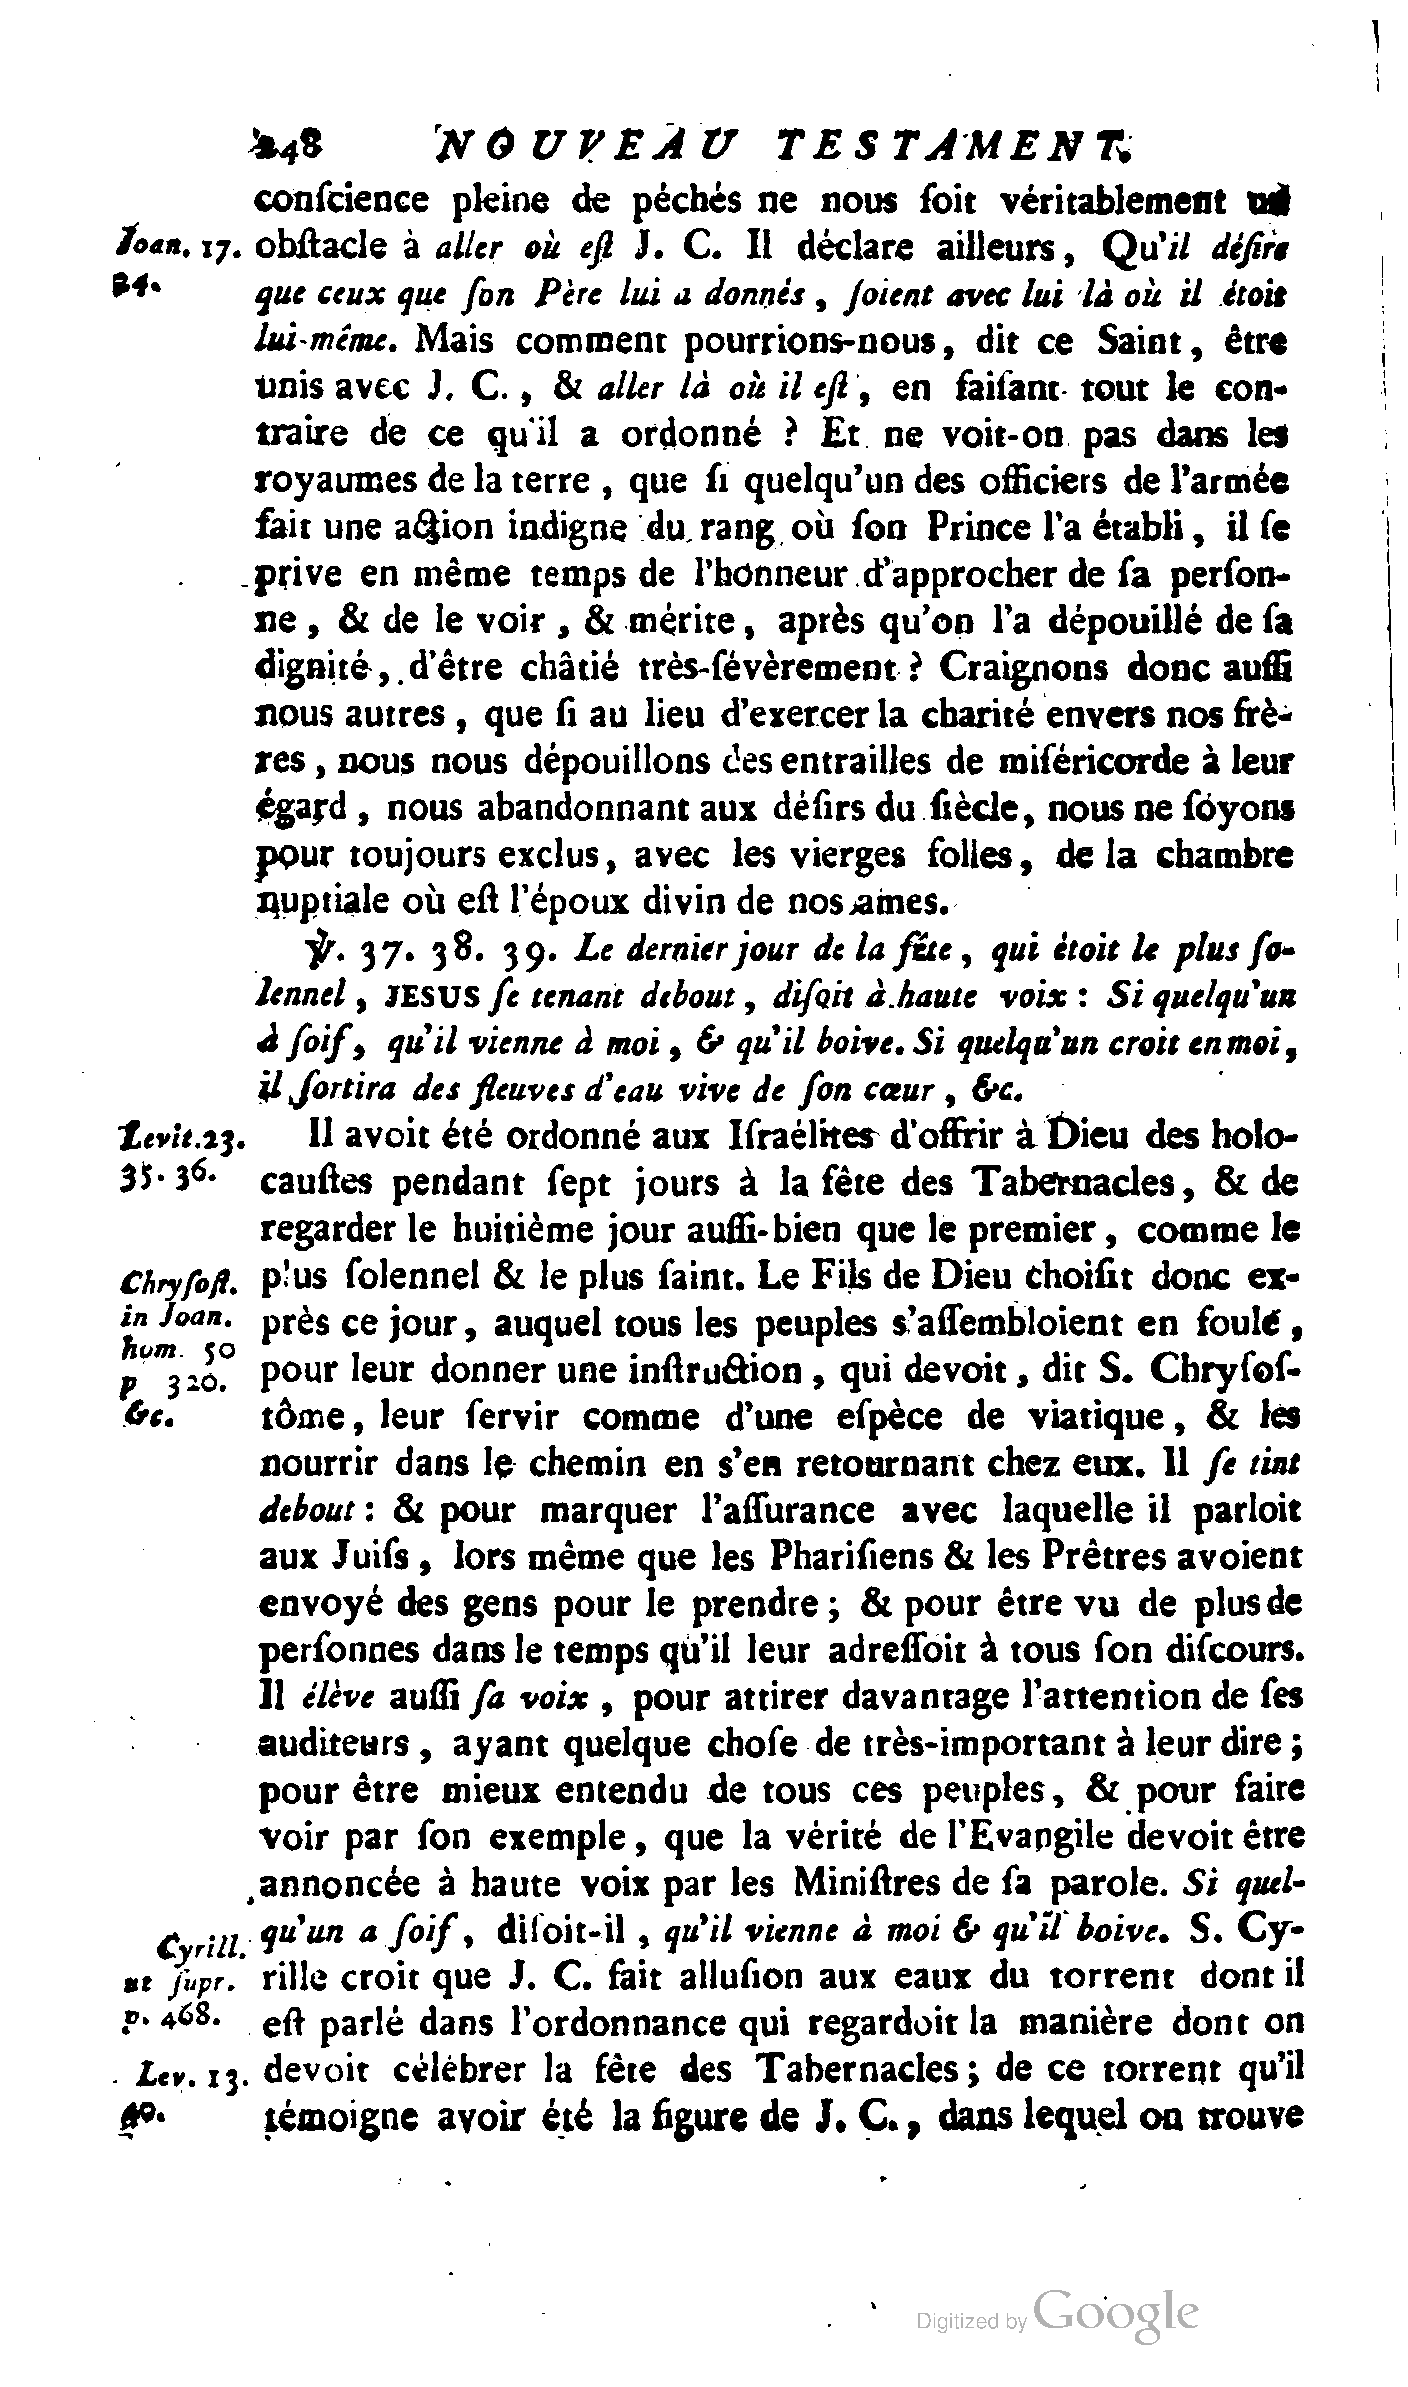 248 NOUVEAU TESTAMENT.
conſcience pleine de péchés ne nous ſoit véritablement un
Joan. 17. obſtacle à aller où eſt J. C. Il déclare ailleurs, Qu'il déſire
24. que ceux que ſon Père lui a donnés, ſoient avec lui là où il étoit
lui-même. Mais comment pourrions-nous, dit ce Saint, être
unis avec J. C., & aller là où il eſt, en faiſant tout le con-
traire de ce qu'il a ordonné ? Et ne voit-on pas dans les
royaumes de la terre, que ſi quelqu'un des officiers de l'armée
fait une action indigne du rang où ſon Prince l'a établi, il ſe
prive en même temps de l'honneur d'approcher de ſa perſon-
ne, & de le voir, & mérite, après qu'on l'a dépouillé de ſa
dignité, d'être châtié très-ſévèrement ? Craignons donc auſſi
nous autres, que ſi au lieu d'exercer la charité envers nos frè-
res, nous nous dépouillons des entrailles de miſéricorde à leur
égard, nous abandonnant aux déſirs du ſiècle, nous ne ſoyons
pour toujours exclus, avec les vierges folles, de la chambre
nuptiale où eſt l'époux divin de nos ames.
℣. 37. 38. 39. Le dernier jour de la fête, qui étoit le plus ſo-
lennel, JESUS ſe tenant debout, diſoit à haute voix : Si quelqu'un
à ſoif, qu'il vienne à moi, & qu'il boive. Si quelqu'un croit en moi,
il ſortira des fleuves d'eau vive de ſon cœur, &c.
Levit. 23. Il avoit été ordonné aux Iſraélites d'offrir à Dieu des holo-
35. 36. cauſtes pendant ſept jours à la fête des Tabernacles, & de
regarder le huitième jour auſſi-bien que le premier, comme le
Chryſoſt. plus ſolennel & le plus ſaint. Le Fils de Dieu choiſit donc ex-
in Joan. près ce jour, auquel tous les peuples s'aſſembloient en foule,
hom. 50
p 320. pour leur donner une inſtruction, qui devoit, dit S. Chryſoſ-
&c. tôme, leur ſervir comme d'une eſpèce de viatique, & les
nourrir dans le chemin en s'en retournant chez eux. Il ſe tint
debout : & pour marquer l'aſſurance avec laquelle il parloit
aux Juifs, lors même que les Phariſiens & les Prêtres avoient
envoyé des gens pour le prendre ; & pour être vu de plus de
perſonnes dans le temps qu'il leur adreſſoit à tous ſon diſcours.
Il élève auſſi ſa voix, pour attirer davantage l'attention de ſes
auditeurs, ayant quelque choſe de très-important à leur dire ;
pour être mieux entendu de tous ces peuples, & pour faire
voir par ſon exemple, que la vérité de l'Evangile devoit être
annoncée à haute voix par les Miniſtres de ſa parole. Si quel-
Cyrill. qu'un a ſoif, diſoit-il, qu'il vienne à moi & qu'il boive. S. Cy-
ut ſupr. rille croit que J. C. fait alluſion aux eaux du torrent dont il
p. 468. eſt parlé dans l'ordonnance qui regardoit la manière dont on
Lev. 13. devoit célébrer la fête des Tabernacles ; de ce torrent qu'il
40. témoigne avoir été la figure de J. C., dans lequel on trouve
Digitized by Google